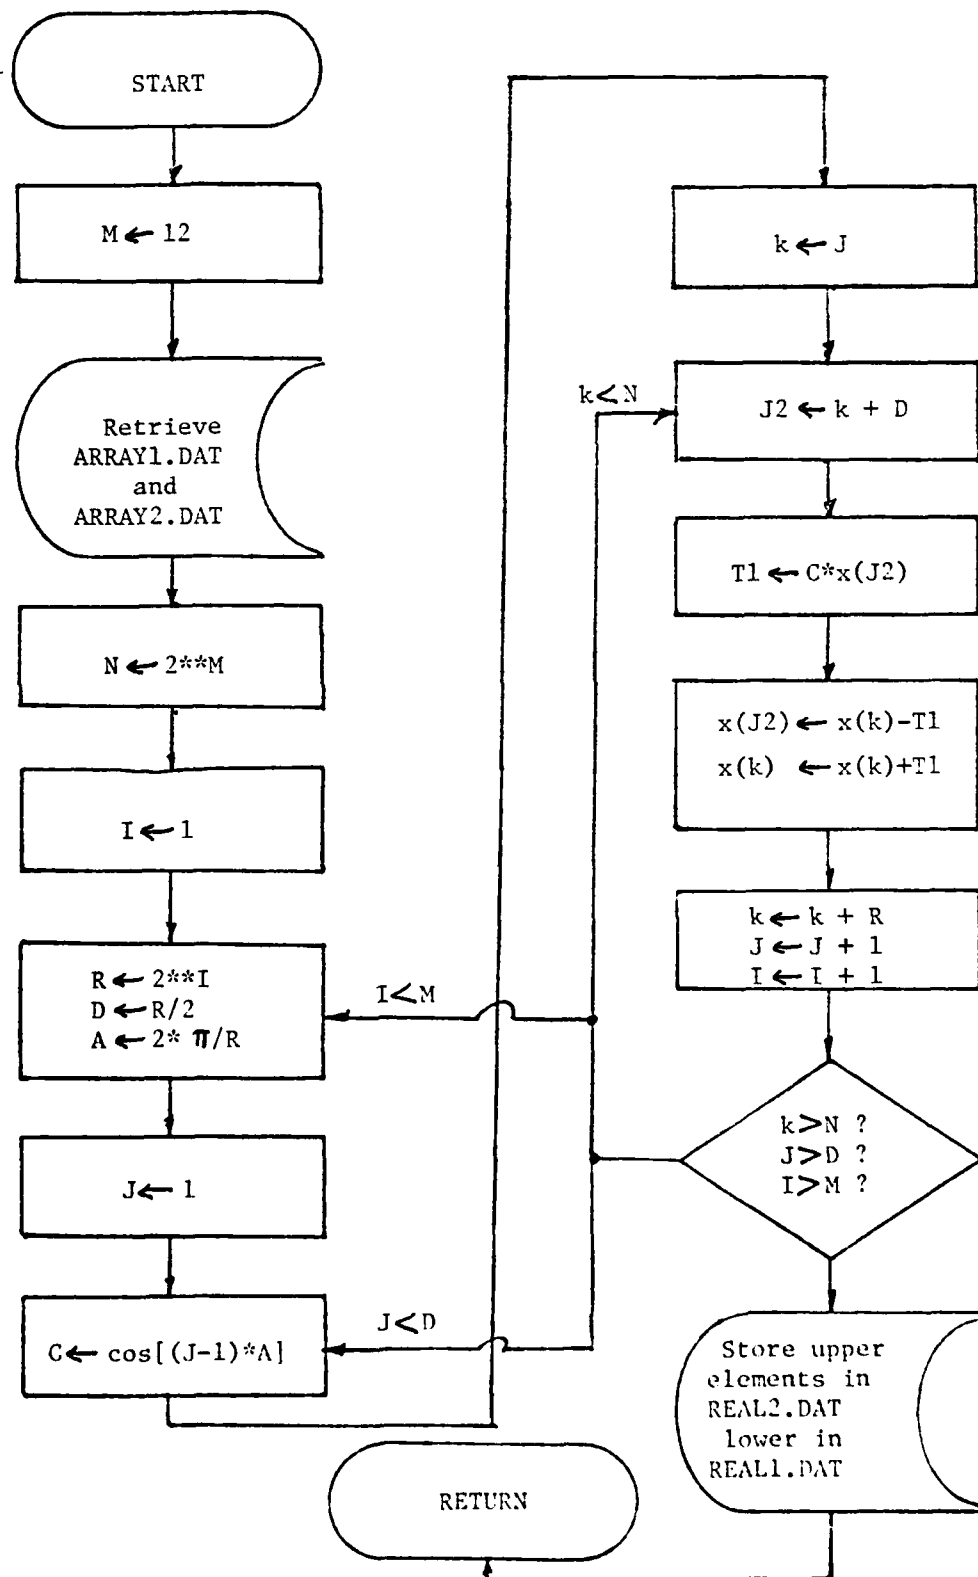 START
M ← 12
Retrieve
ARRAY1.DAT
and
ARRAY2.DAT
N ← 2**M
I ← 1
R ← 2**I
D ← R/2
A ← 2* π/R
I<M
J ← 1
C ← cos[(J-1)*A]
J<D
k ← J
k<N
J2 ← k + D
T1 ← C*x(J2)
x(J2) ← x(k)-T1
x(k) ← x(k)+T1
k ← k + R
J ← J + 1
I ← I + 1
k>N ?
J>D ?
I>M ?
Store upper
elements in
REAL2.DAT
lower in
REAL1.DAT
RETURN